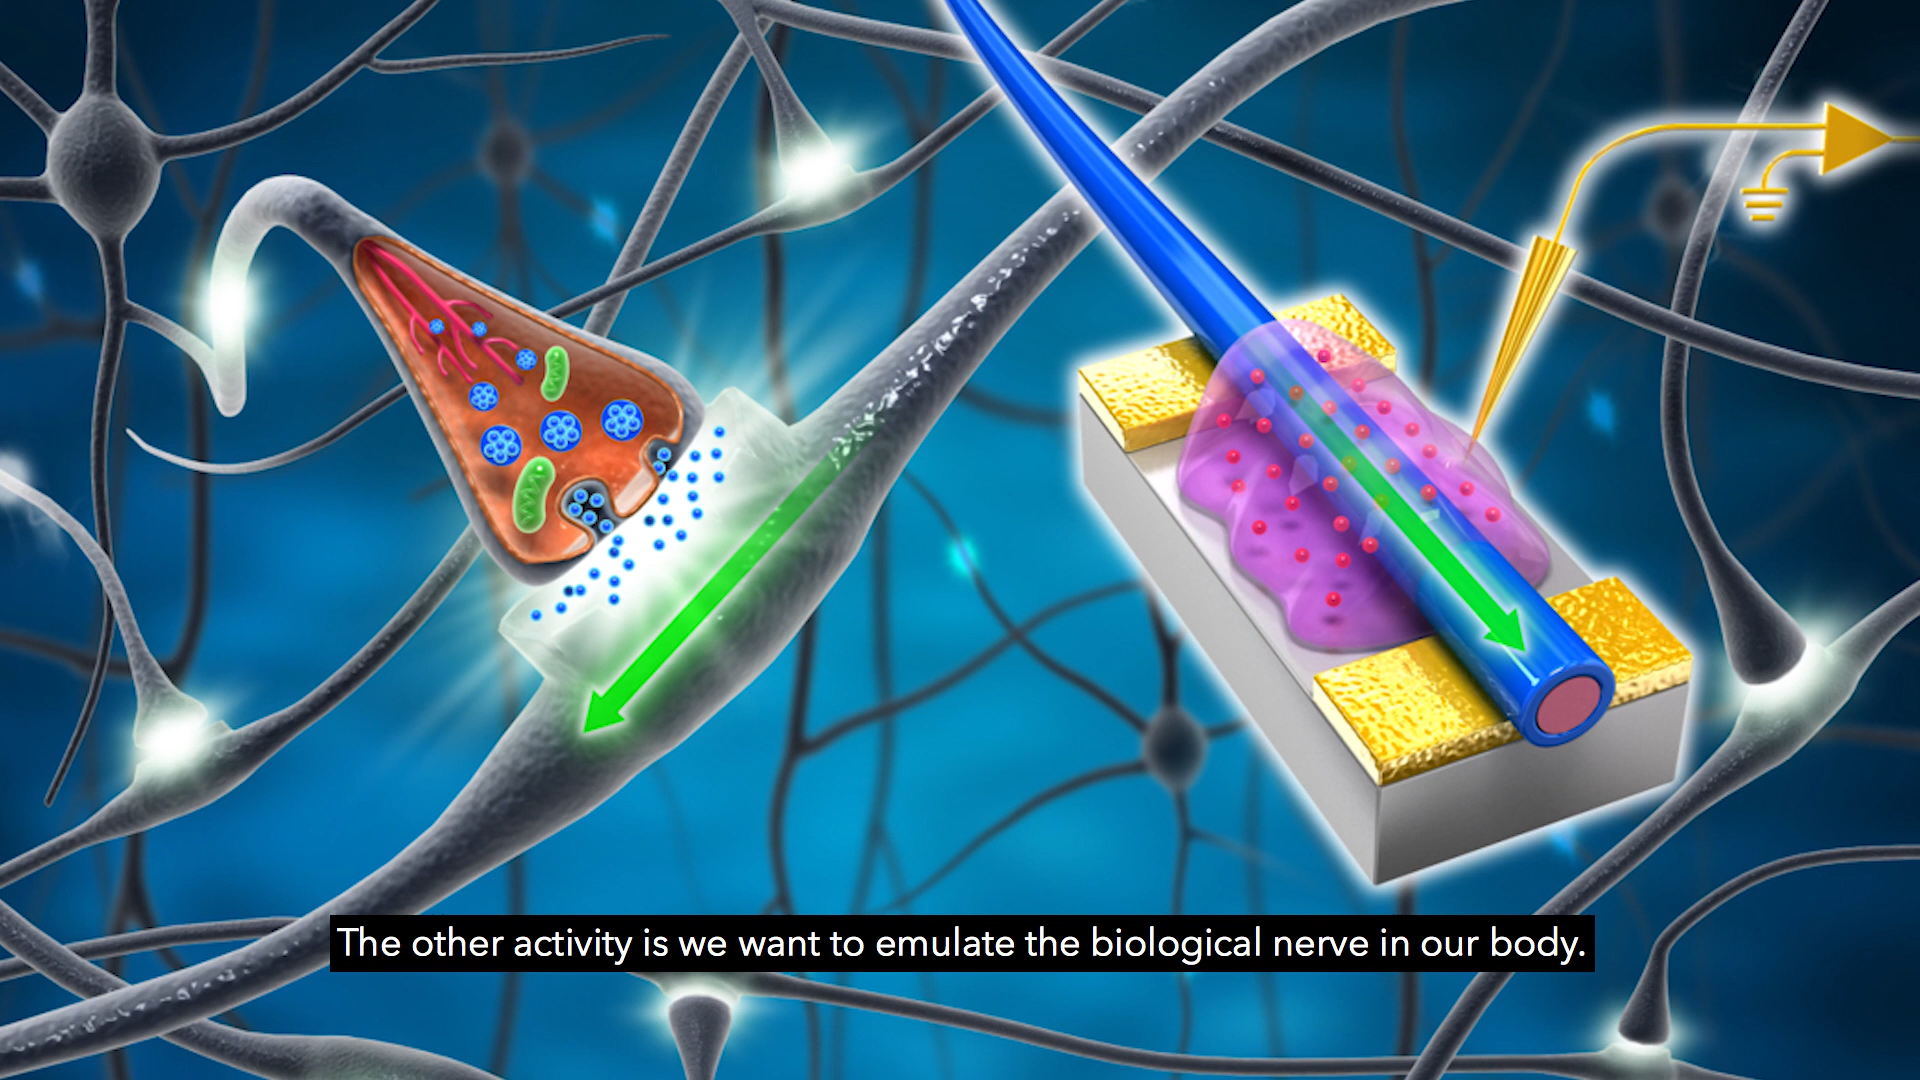 The other activity is we want to emulate the biological nerve in our body.